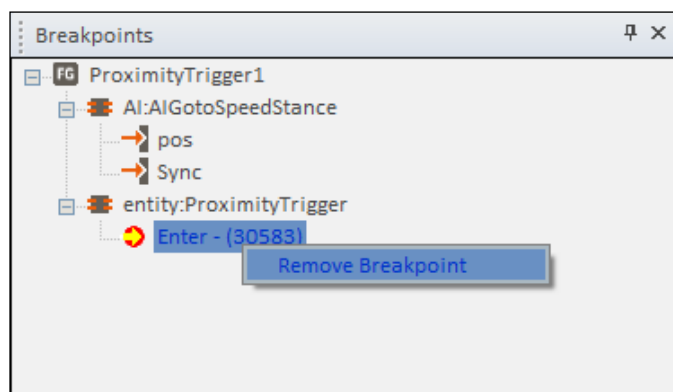 Breakpoints
FG ProximityTrigger1
AI:AIGotoSpeedStance
pos
Sync
entity:ProximityTrigger
Enter - (30583)
Remove Breakpoint